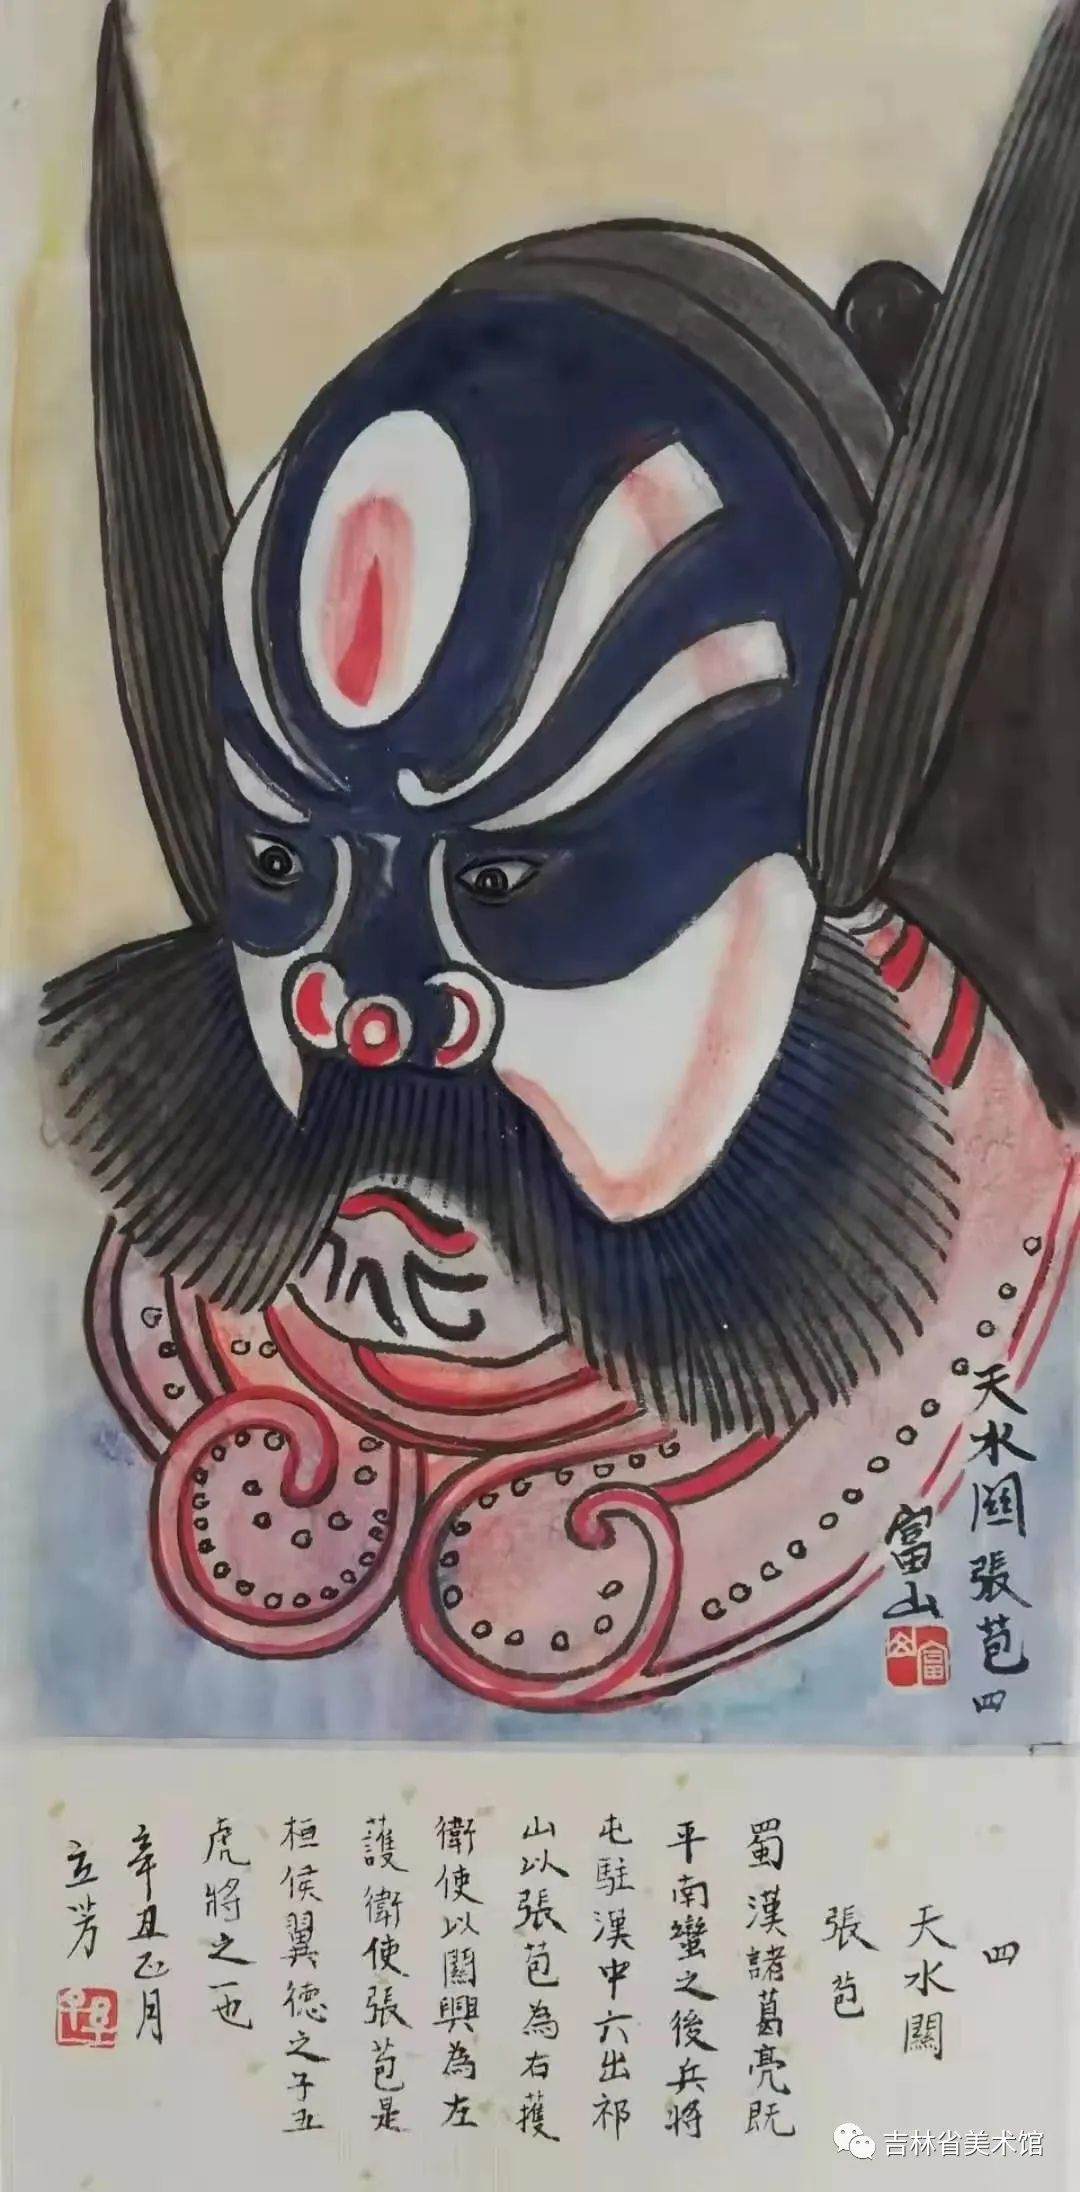 天水関張苞四
富山
富山
四
天水關
張苞
蜀漢諸葛亮既
平南蠻之後兵將
屯駐漢中六出祁
山以張苞為右護
衛使以關興為左
護衛使張苞是
桓侯翼德之子五
虎將之一也
辛丑正月
立芳
吉林省美术馆